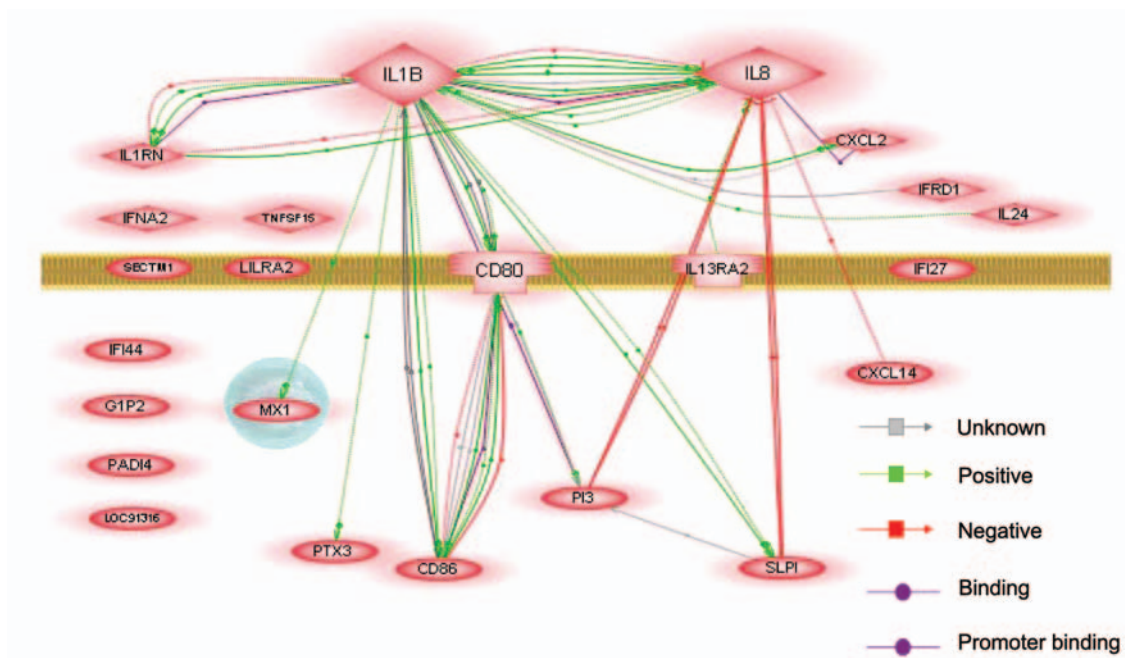 IL1B
IL8
IL1RN
CXCL2
IFRD1
IL24
IFNA2
TNFSF15
SECTM1
LILRA2
CD80
IL13RA2
IFI27
IFI44
CXCL14
G1P2
MX1
Unknown
PADI4
Positive
PI3
LOC91316
Negative
PTX3
CD86
SLPI
Binding
Promoter binding